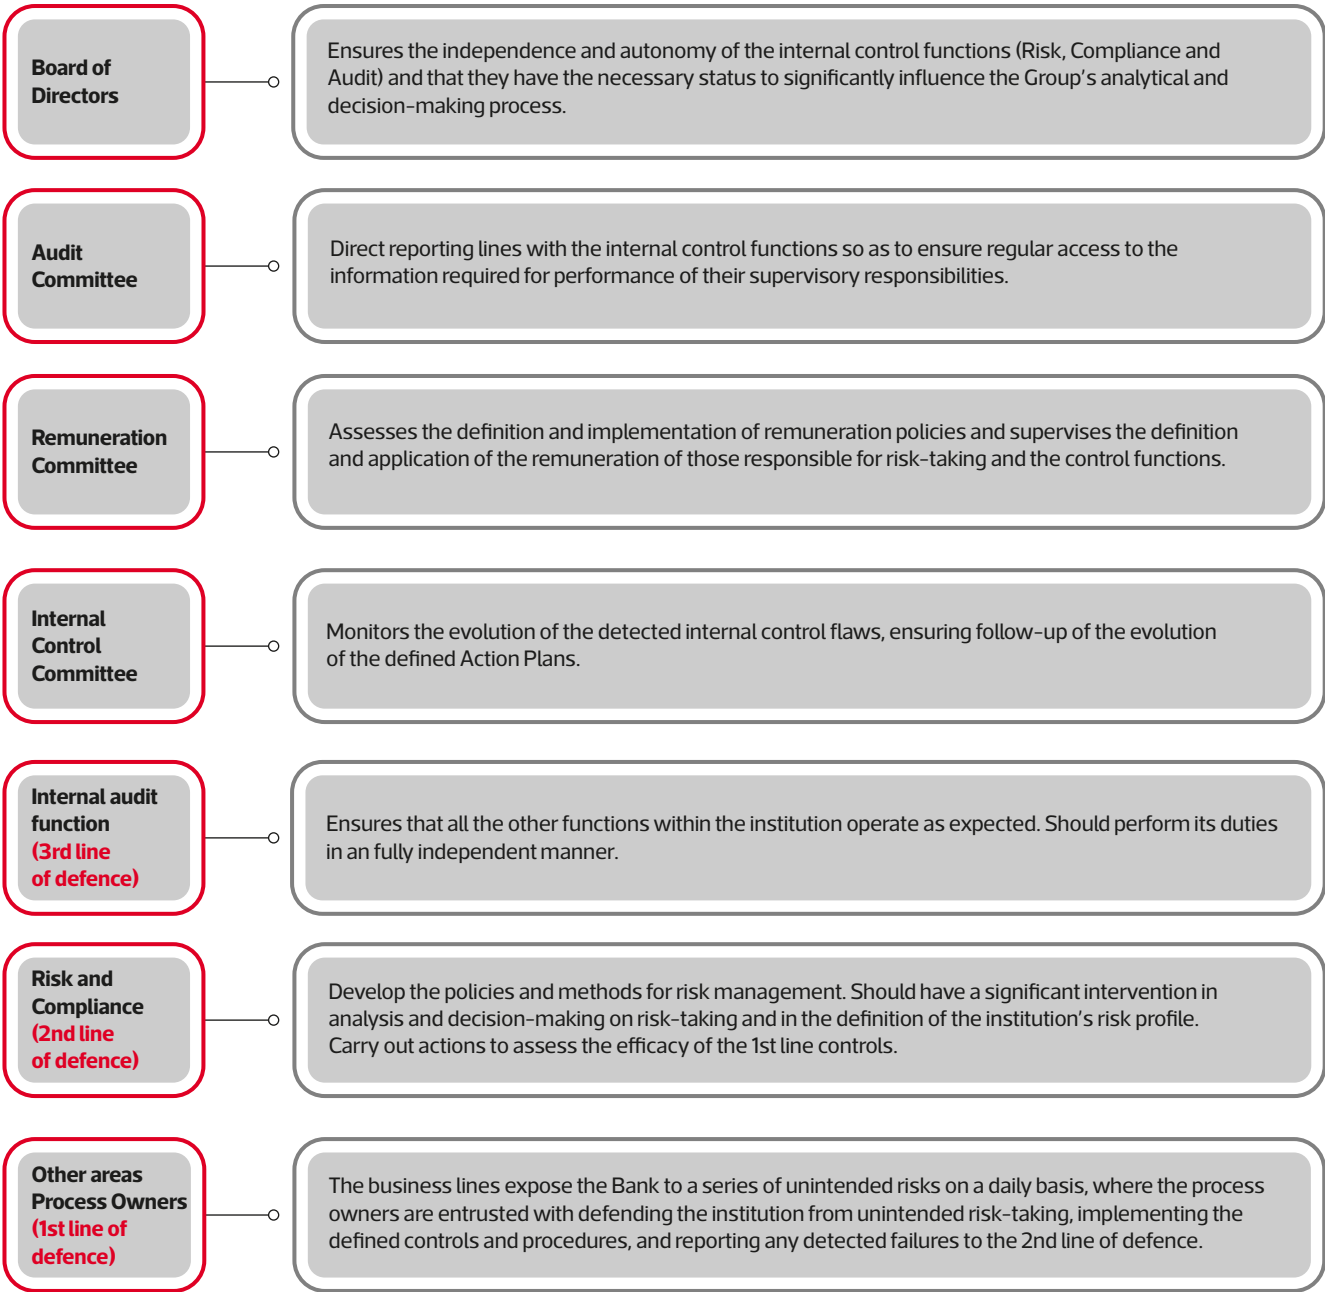 Board of
Directors
Ensures the independence and autonomy of the internal control functions (Risk, Compliance and
Audit) and that they have the necessary status to significantly influence the Group's analytical and
decision-making process.
Audit
Committee
Direct reporting lines with the internal control functions so as to ensure regular access to the
information required for performance of their supervisory responsibilities.
Remuneration
Committee
Assesses the definition and implementation of remuneration policies and supervises the definition
and application of the remuneration of those responsible for risk-taking and the control functions.
Internal
Control
Committee
Monitors the evolution of the detected internal control flaws, ensuring follow-up of the evolution
of the defined Action Plans.
Internal audit
function
(3rd line
of defence)
Ensures that all the other functions within the institution operate as expected. Should perform its duties
in an fully independent manner.
Risk and
Compliance
(2nd line
of defence)
Develop the policies and methods for risk management. Should have a significant intervention in
analysis and decision-making on risk-taking and in the definition of the institution's risk profile.
Carry out actions to assess the efficacy of the 1st line controls.
Other areas
Process Owners
(1st line of
defence)
The business lines expose the Bank to a series of unintended risks on a daily basis, where the process
owners are entrusted with defending the institution from unintended risk-taking, implementing the
defined controls and procedures, and reporting any detected failures to the 2nd line of defence.